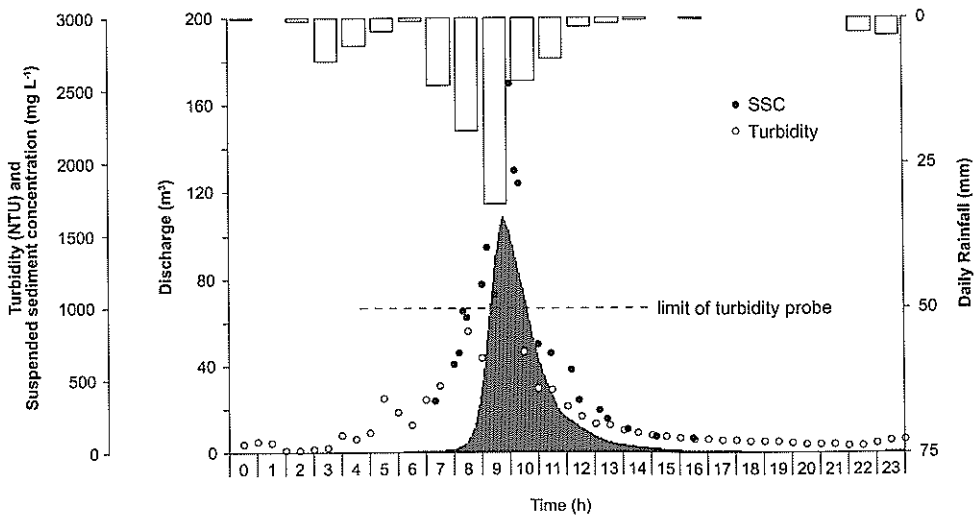 Turbidity (NTU) and
Suspended sediment concentration (mg L⁻¹)
3000
2500
2000
1500
1000
500
0
Discharge (m³)
200
160
120
80
40
0
SSC
Turbidity
limit of turbidity probe
0
25
50
75
Daily Rainfall (mm)
0 1 2 3 4 5 6 7 8 9 10 11 12 13 14 15 16 17 18 19 20 21 22 23
Time (h)